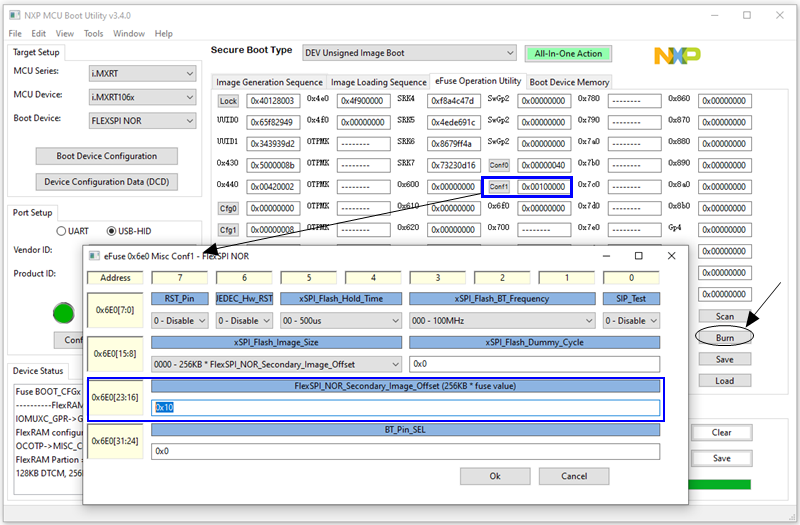 NXP MCU Boot Utility v3.4.0
File Edit View Tools Window Help
Target Setup
MCU Series: i.MXRT
MCU Device: i.MXRT106x
Boot Device: FLEXSPI NOR
Boot Device Configuration
Device Configuration Data (DCD)
Port Setup
UART USB-HID
Vendor ID:
Product ID:
Conf
Device Status
Fuse BOOT_CFGx
----------FlexRAM
IOMUXC_GPR->G
FlexRAM configur
OCOTP->MISC_C
FlexRAM Partion =
128KB DTCM, 256
Secure Boot Type DEV Unsigned Image Boot All-In-One Action NXP
Image Generation Sequence Image Loading Sequence eFuse Operation Utility Boot Device Memory
Lock 0x40128003 0x4e0 0x4f900000 SRK4 0xf8a4c47d SwGp2 0x00000000 0x780 -------- 0x860 0x00000000
UUID0 0x65f82949 0x4f0 0x00000000 SRK5 0x4ede691c SwGp2 0x00000000 0x790 -------- 0x870 0x00000000
UUID1 0x343939d2 OTPMK -------- SRK6 0x8679ff4a SwGp2 0x00000000 0x7a0 -------- 0x880 0x00000000
0x430 0x5000008b OTPMK -------- SRK7 0x73230d16 Conf0 0x00000040 0x7b0 -------- 0x890 0x00000000
0x440 0x00420002 OTPMK -------- 0x600 0x00000000 Conf1 0x00100000 0x7c0 -------- 0x8a0 0x00000000
Cfg0 0x00000000 OTPMK -------- 0x610 0x00000000 0x6f0 0x00000000 0x7d0 -------- 0x8b0 0x00000000
Cfg1 0x00000008 OTPMK -------- 0x620 0x00000000 0x700 -------- 0x7e0 -------- Gp4 0x00000000
0x00000000
0x00000000
0x00000000
Scan
Burn
Save
Load
Clear
Save
eFuse 0x6e0 Misc Conf1 - FlexSPI NOR
Address 7 6 5 4 3 2 1 0
0x6E0[7:0] RST_Pin JEDEC_Hw_RST xSPI_Flash_Hold_Time xSPI_Flash_BT_Frequency SIP_Test
0 - Disable 0 - Disable 00 - 500us 000 - 100MHz 0 - Disable
0x6E0[15:8] xSPI_Flash_Image_Size xSPI_Flash_Dummy_Cycle
0000 - 256KB * FlexSPI_NOR_Secondary_Image_Offset 0x0
0x6E0[23:16] FlexSPI_NOR_Secondary_Image_Offset (256KB * fuse value)
0x10
0x6E0[31:24] BT_Pin_SEL
0x0
Ok Cancel